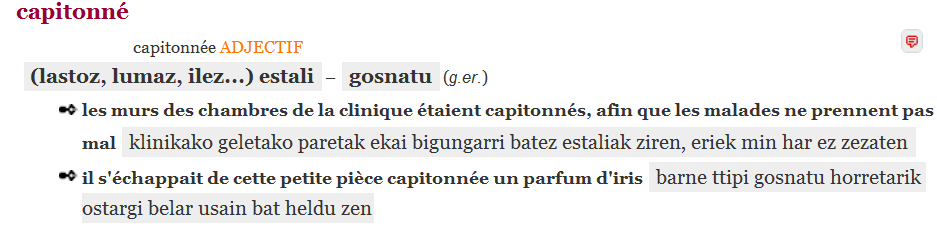 capitonné
capitonnée ADJECTIF
(lastoz, lumaz, ilez...) estali – gosnatu (g.er.)
les murs des chambres de la clinique étaient capitonnés, afin que les malades ne prennent pas
mal klinikako geletako paretak ekai bigungarri batez estaliak ziren, eriek min har ez zezaten
il s'échappait de cette petite pièce capitonnée un parfum d'iris barne ttipi gosnatu horretarik
ostargi belar usain bat heldu zen